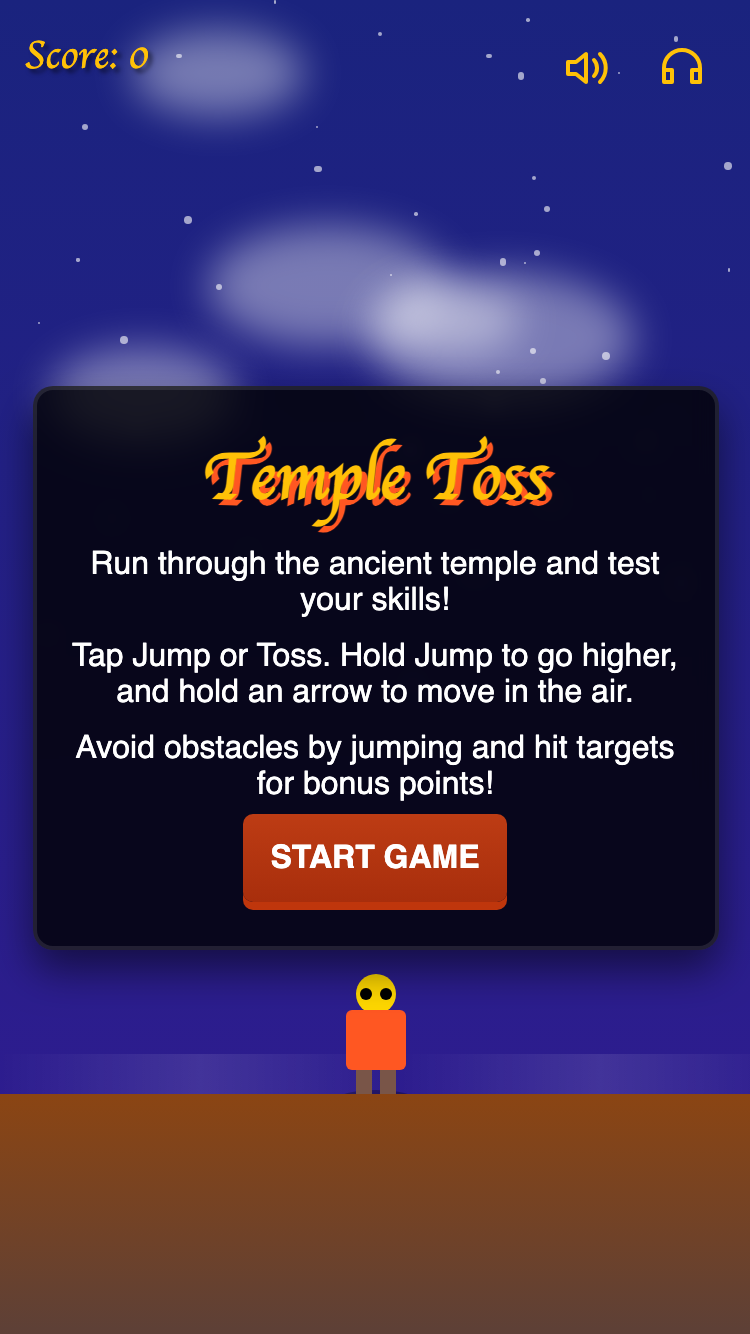 Score: 0
Temple Toss
Run through the ancient temple and test
your skills!
Tap Jump or Toss. Hold Jump to go higher,
and hold an arrow to move in the air.
Avoid obstacles by jumping and hit targets
for bonus points!
START GAME